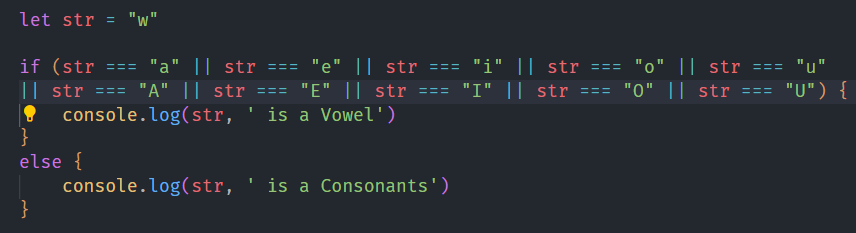 let str = "w"
if (str === "a" || str === "e" || str === "i" || str === "o" || str === "u"
|| str === "A" || str === "E" || str === "I" || str === "O" || str === "U") {
console.log(str, ' is a Vowel')
}
else {
console.log(str, ' is a Consonants')
}